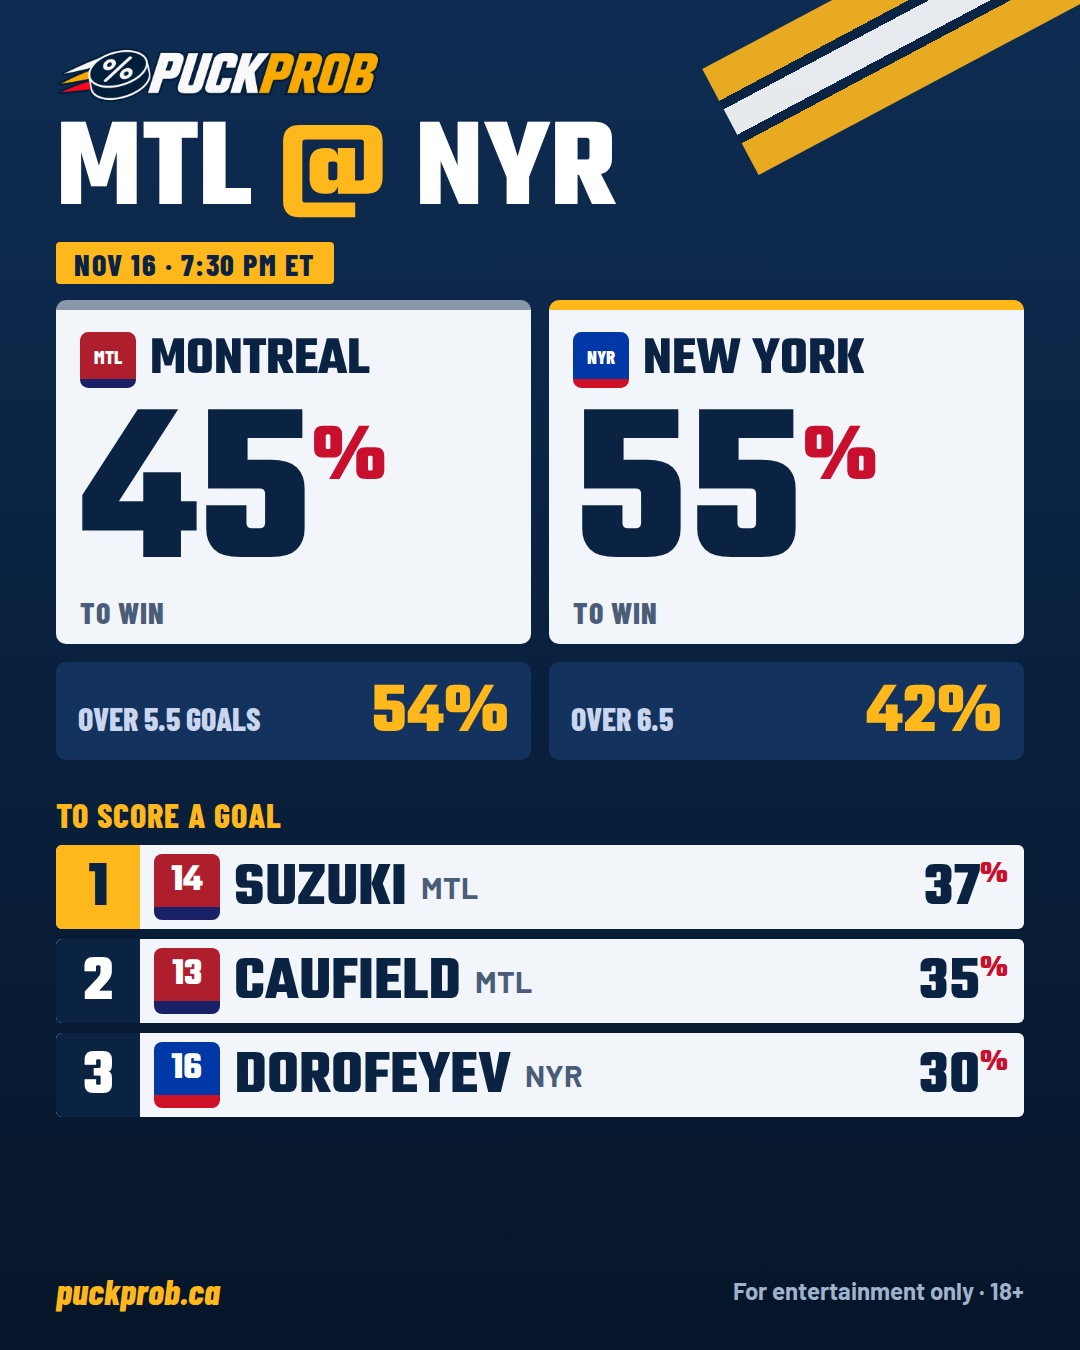 % PUCKPROB
MTL @ NYR
NOV 16 · 7:30 PM ET
MTL MONTREAL
45%
TO WIN
NYR NEW YORK
55%
TO WIN
OVER 5.5 GOALS 54%
OVER 6.5 42%
TO SCORE A GOAL
1 14 SUZUKI MTL 37%
2 13 CAUFIELD MTL 35%
3 16 DOROFEYEV NYR 30%
puckprob.ca
For entertainment only · 18+